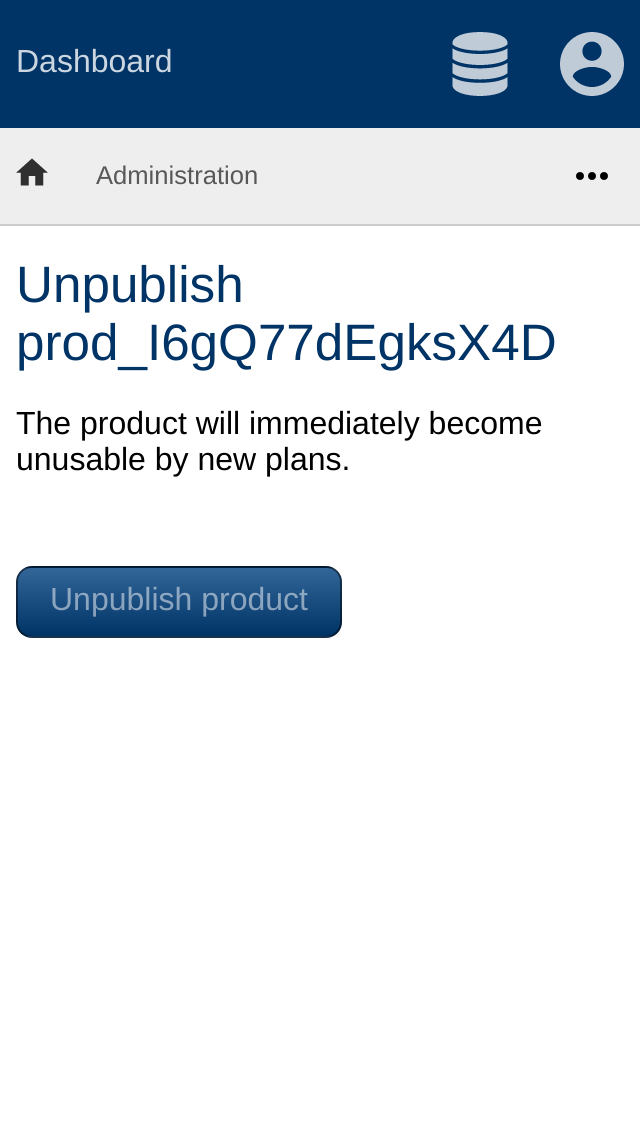 Dashboard
Administration
Unpublish
prod_I6gQ77dEgksX4D
The product will immediately become
unusable by new plans.
Unpublish product